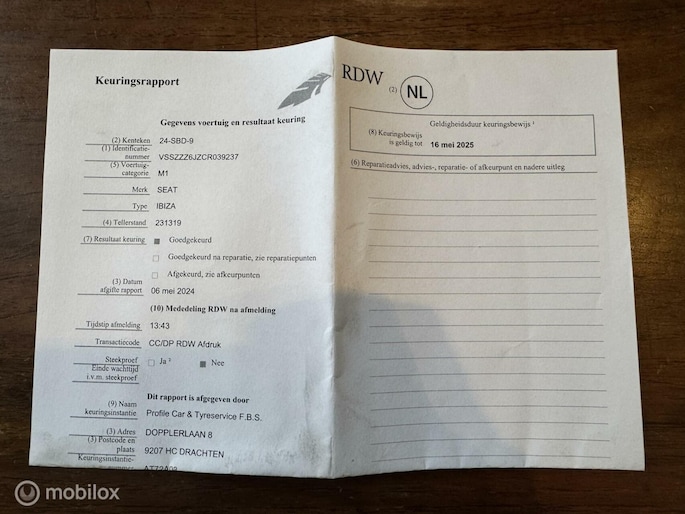 Keuringsrapport
Gegevens voertuig en resultaat keuring
(2) Kenteken 24-SBD-9
(1) Identificatie-
nummer VSSZZZ6JZCR039237
(5) Voertuig-
categorie M1
Merk SEAT
Type IBIZA
(4) Tellerstand 231319
(7) Resultaat keuring Goedgekeurd
Goedgekeurd na reparatie, zie reparatiepunten
Afgekeurd, zie afkeurpunten
(3) Datum
afgifte rapport 06 mei 2024
(10) Mededeling RDW na afmelding
Tijdstip afmelding 13:43
Transactiecode CC/DP RDW Afdruk
Steekproef Ja ³ Nee
Einde wachttijd
i.v.m. steekproef
Dit rapport is afgegeven door
(9) Naam
keuringsinstantie Profile Car & Tyreservice F.B.S.
(3) Adres DOPPLERLAAN 8
(3) Postcode en
plaats 9207 HC DRACHTEN
Keuringsinstantie-
RDW (2) NL
Geldigheidsduur keuringsbewijs ¹
(8) Keuringsbewijs
is geldig tot 16 mei 2025
(6) Reparatieadvies, advies-, reparatie- of afkeurpunt en nadere uitleg
mobilox